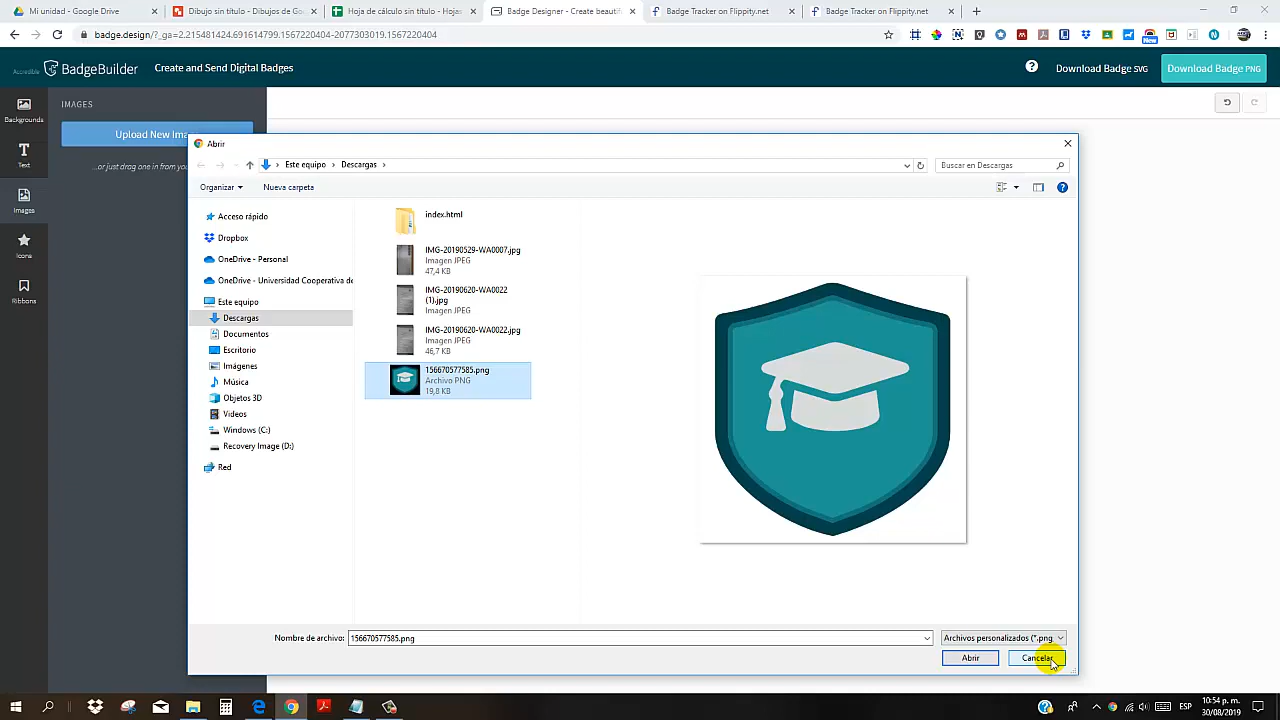 Mi unidad - Google Drive
Dibujo sin título - Dibujos de Go
Hoja de cálculo sin título - Hojas
Badge Designer - Create beautif
Badge Tracker on Flippity.net
Badge Tracker on Flippity.net
badge.design/?_ga=2.215481424.691614799.1567220404-2077303019.1567220404
New
Accredible
BadgeBuilder
Create and Send Digital Badges
Download Badge SVG
Download Badge PNG
Backgrounds
Text
Images
Icons
Ribbons
IMAGES
Upload New Ima
...or just drag one in from yo
Abrir
Este equipo
Descargas
Buscar en Descargas
Organizar
Nueva carpeta
Acceso rápido
Dropbox
OneDrive - Personal
OneDrive - Universidad Cooperativa de
Este equipo
Descargas
Documentos
Escritorio
Imágenes
Música
Objetos 3D
Videos
Windows (C:)
Recovery Image (D:)
Red
index.html
IMG-20190529-WA0007.jpg
Imagen JPEG
47,4 KB
IMG-20190620-WA0022
(1).jpg
Imagen JPEG
IMG-20190620-WA0022.jpg
Imagen JPEG
46,7 KB
156670577585.png
Archivo PNG
19,8 KB
Nombre de archivo:
156670577585.png
Archivos personalizados (*.png,
Abrir
Cancelar
ESP
10:54 p. m.
30/08/2019